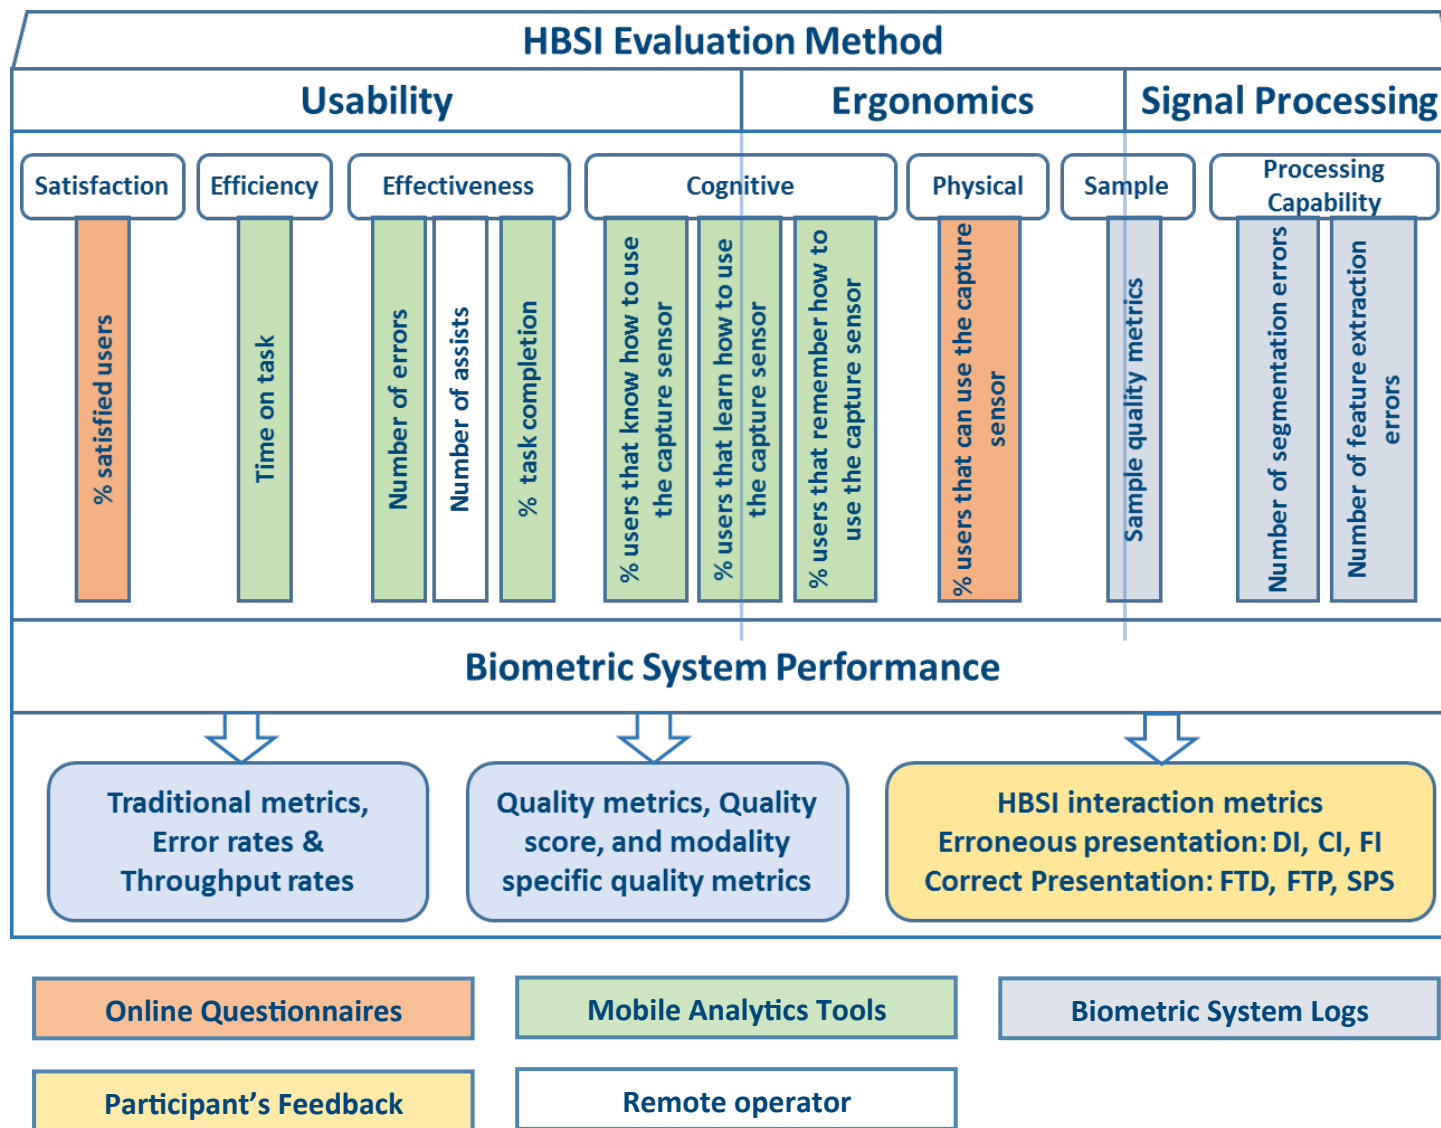 HBSI Evaluation Method
Usability
Ergonomics
Signal Processing
Satisfaction
Efficiency
Effectiveness
Cognitive
Physical
Sample
Processing
Capability
% satisfied users
Time on task
Number of errors
Number of assists
% task completion
% users that know how to use
the capture sensor
% users that learn how to use
the capture sensor
% users that remember how to
use the capture sensor
% users that can use the capture
sensor
Sample quality metrics
Number of segmentation errors
Number of feature extraction
errors
Biometric System Performance
Traditional metrics,
Error rates &
Throughput rates
Quality metrics, Quality
score, and modality
specific quality metrics
HBSI interaction metrics
Erroneous presentation: DI, CI, FI
Correct Presentation: FTD, FTP, SPS
Online Questionnaires
Mobile Analytics Tools
Biometric System Logs
Participant's Feedback
Remote operator